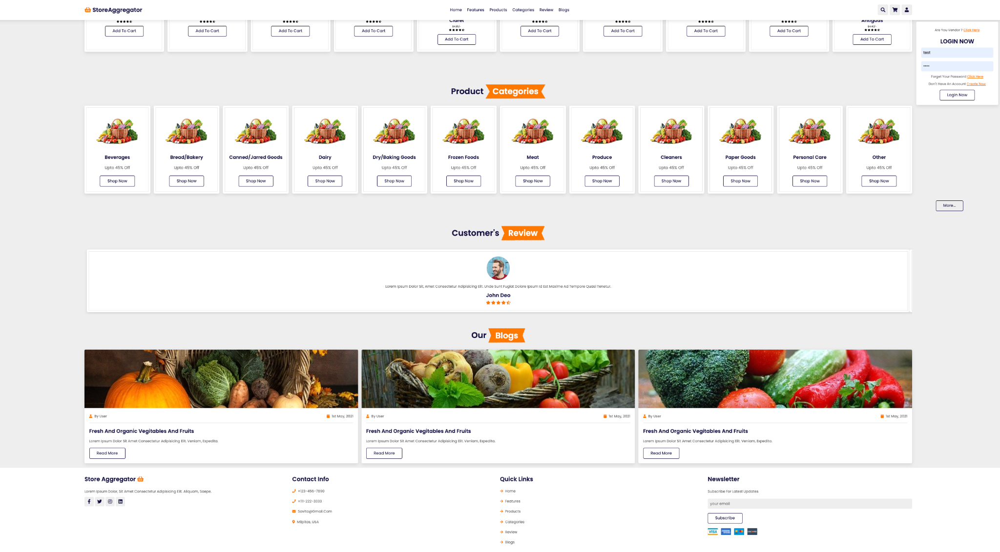 StoreAggregator
Home Features Products Categories Review Blogs
Claret
$4.85/-
Antiguas
$4.40/-
Add To Cart
Add To Cart
Add To Cart
Add To Cart
Add To Cart
Add To Cart
Add To Cart
Add To Cart
Add To Cart
Add To Cart
Are You Vendor ? Click Here
LOGIN NOW
test
••••
Forget Your Password Click Here
Don't Have An Account Create Now
Login Now
Product Categories
Beverages
Upto 45% Off
Shop Now
Bread/Bakery
Upto 45% Off
Shop Now
Canned/Jarred Goods
Upto 45% Off
Shop Now
Dairy
Upto 45% Off
Shop Now
Dry/Baking Goods
Upto 45% Off
Shop Now
Frozen Foods
Upto 45% Off
Shop Now
Meat
Upto 45% Off
Shop Now
Produce
Upto 45% Off
Shop Now
Cleaners
Upto 45% Off
Shop Now
Paper Goods
Upto 45% Off
Shop Now
Personal Care
Upto 45% Off
Shop Now
Other
Upto 45% Off
Shop Now
More...
Customer's Review
Lorem Ipsum Dolor Sit, Amet Consectetur Adipisicing Elit. Unde Sunt Fugiat Dolore Ipsum Id Est Maxime Ad Tempore Quasi Tenetur.
John Deo
Our Blogs
By User 1st May, 2021
Fresh And Organic Vegitables And Fruits
Lorem Ipsum Dolor Sit Amet Consectetur Adipisicing Elit. Veniam, Expedita.
Read More
By User 1st May, 2021
Fresh And Organic Vegitables And Fruits
Lorem Ipsum Dolor Sit Amet Consectetur Adipisicing Elit. Veniam, Expedita.
Read More
By User 1st May, 2021
Fresh And Organic Vegitables And Fruits
Lorem Ipsum Dolor Sit Amet Consectetur Adipisicing Elit. Veniam, Expedita.
Read More
Store Aggregator
Lorem Ipsum Dolor, Sit Amet Consectetur Adipisicing Elit. Aliquam, Saepe.
Contact Info
+123-456-7890
+111-222-3333
Savita@Gmail.Com
Milpitas, USA
Quick Links
Home
Features
Products
Categories
Review
Blogs
Newsletter
Subscribe For Latest Updates
your email
Subscribe
VISA
DISCOVER